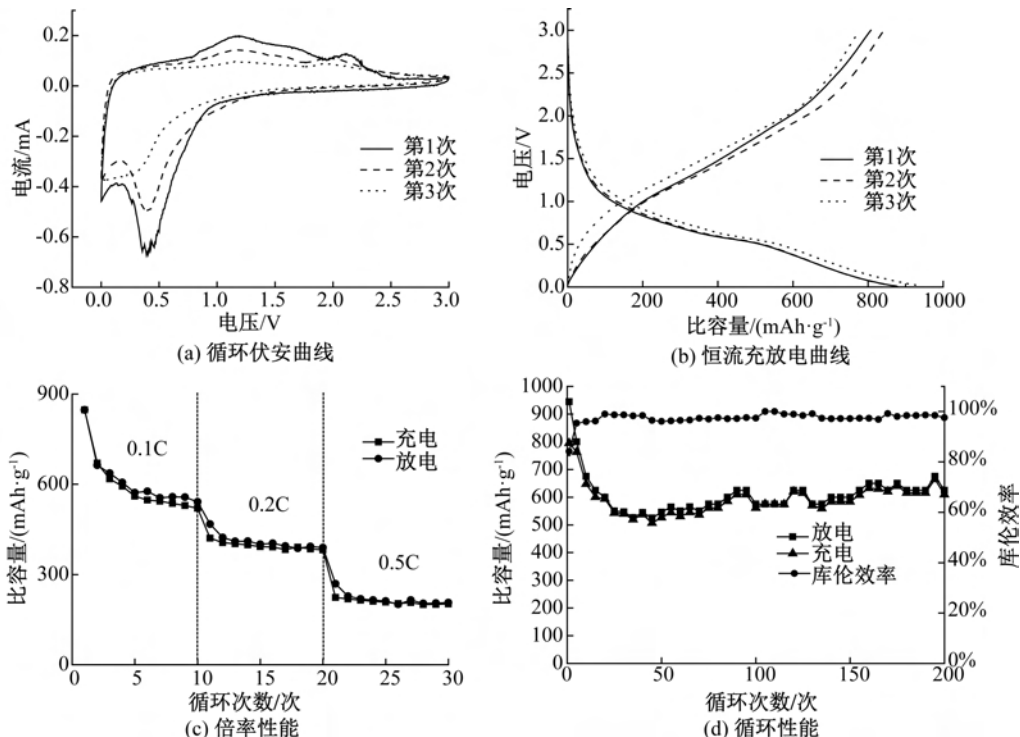 0.2
0.0
-0.2
-0.4
-0.6
-0.8
电流/mA
第1次
第2次
第3次
0.0 0.5 1.0 1.5 2.0 2.5 3.0
电压/V
(a) 循环伏安曲线
3.0
2.5
2.0
1.5
1.0
0.5
0.0
电压/V
第1次
第2次
第3次
0 200 400 600 800 1000
比容量/(mAh·g⁻¹)
(b) 恒流充放电曲线
900
600
300
0
比容量/(mAh·g⁻¹)
0.1C
0.2C
0.5C
充电
放电
0 5 10 15 20 25 30
循环次数/次
(c) 倍率性能
1000
900
800
700
600
500
400
300
200
100
0
比容量/(mAh·g⁻¹)
放电
充电
库伦效率
100%
80%
60%
40%
20%
0%
库伦效率
0 50 100 150 200
循环次数/次
(d) 循环性能